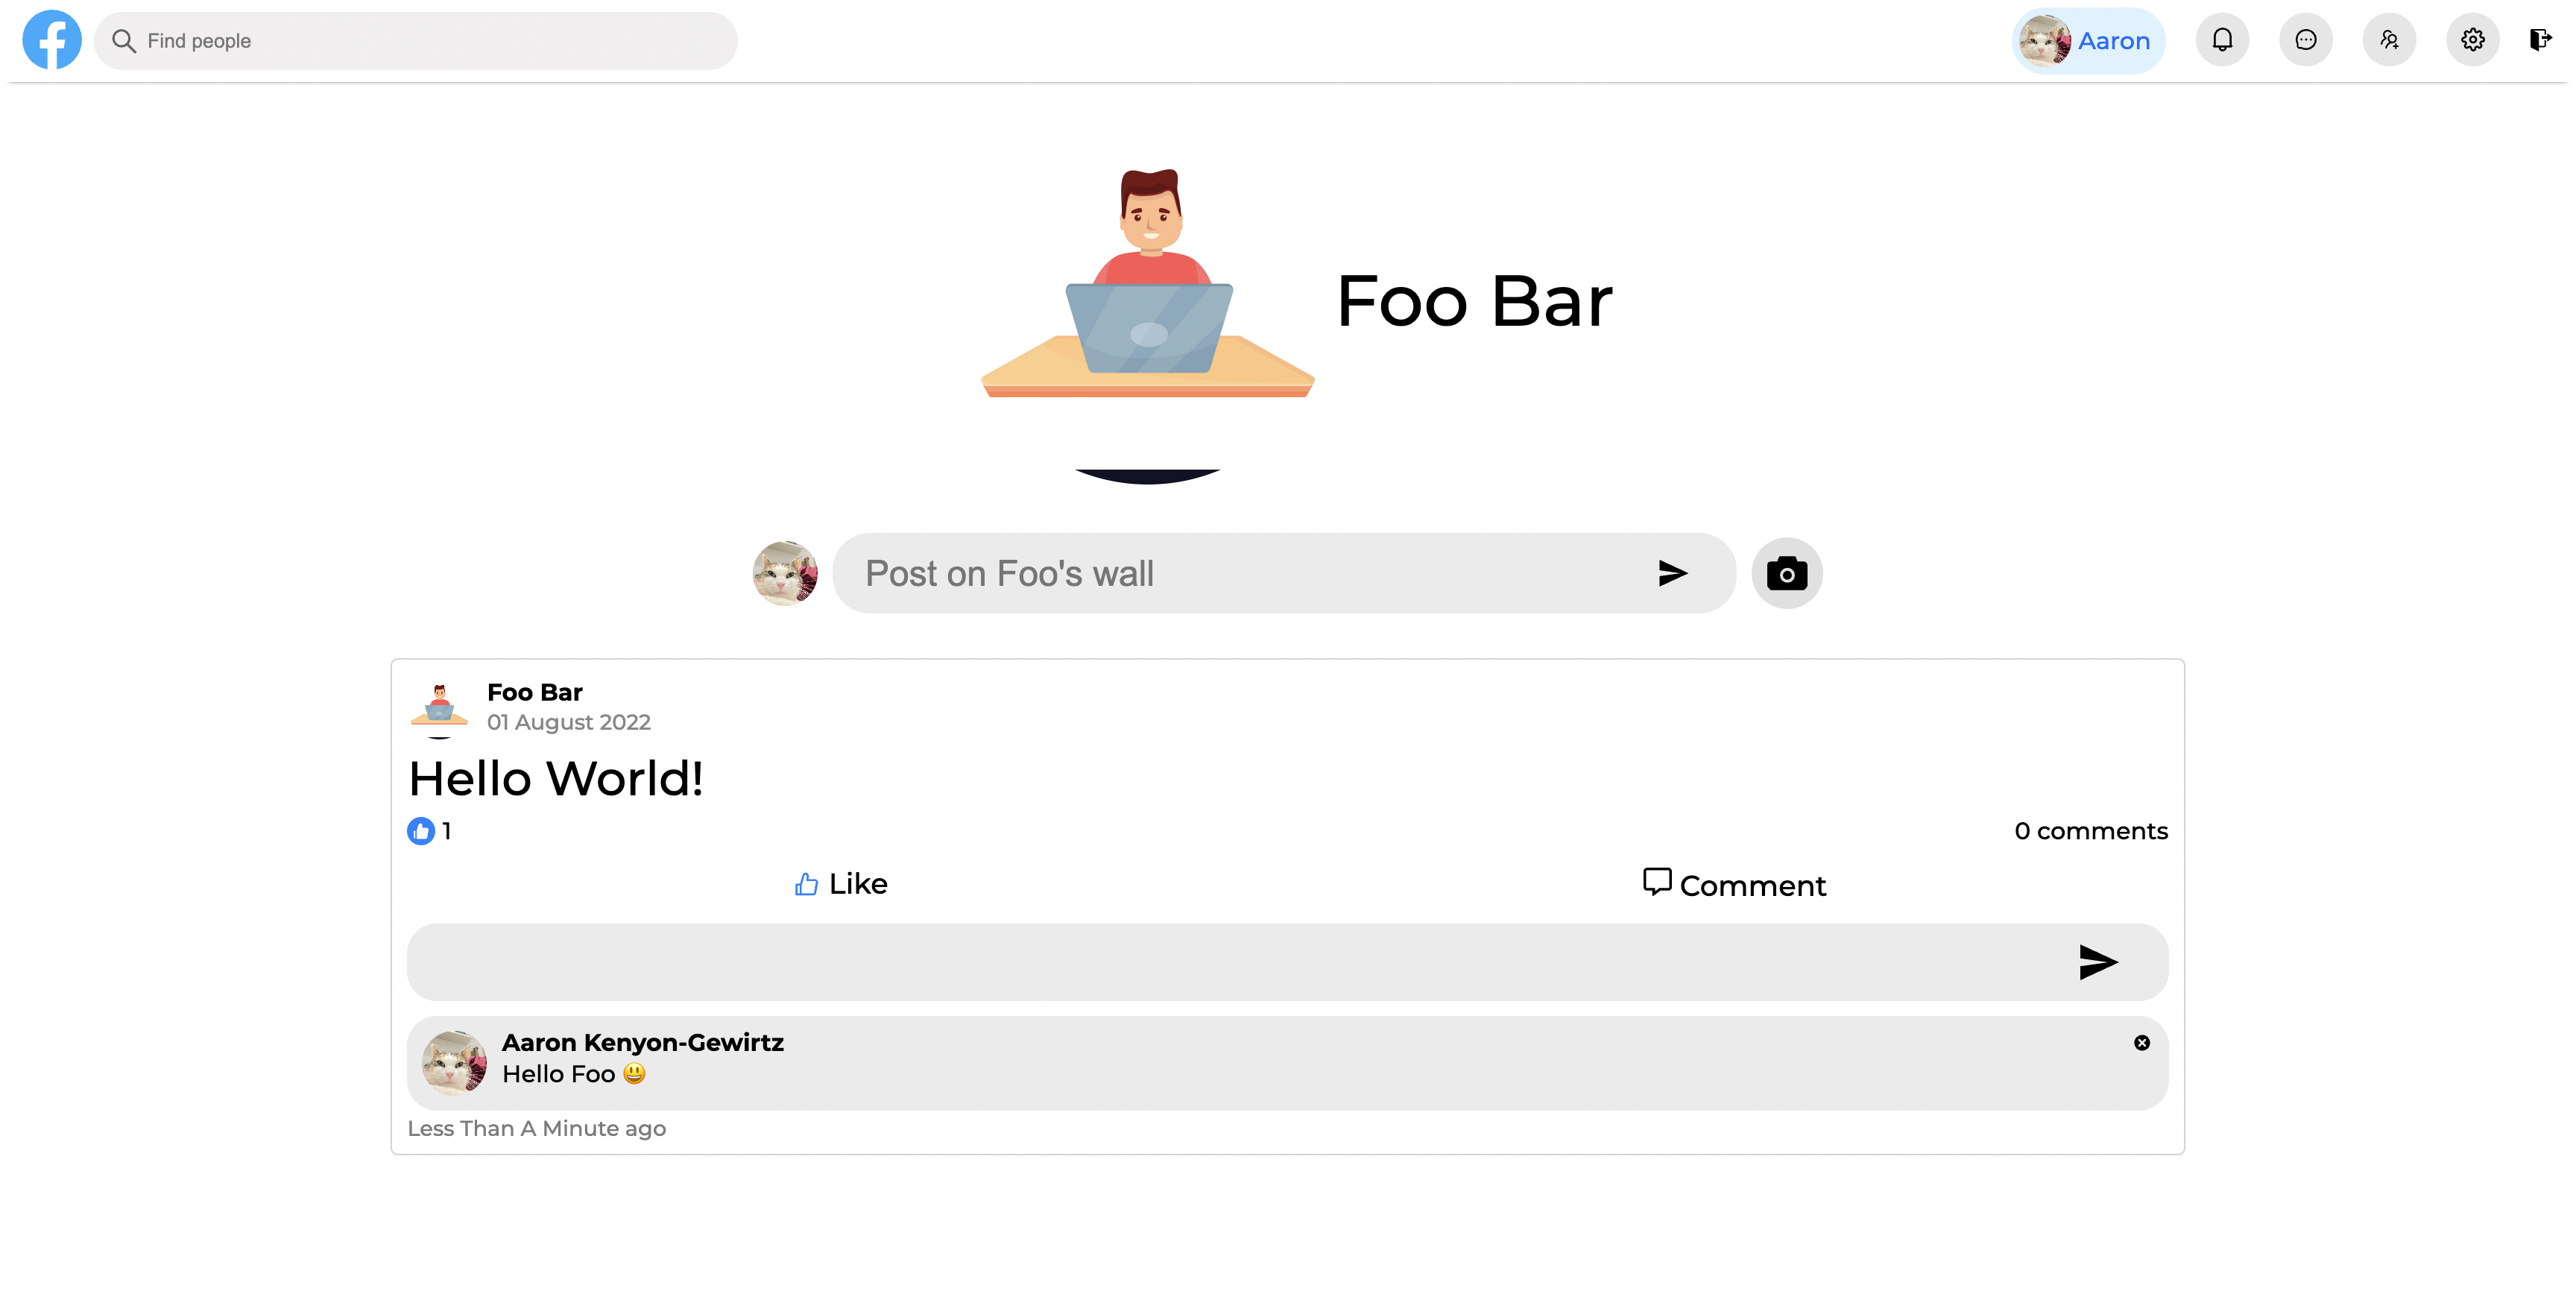 Find people
Aaron
Foo Bar
Post on Foo's wall
Foo Bar
01 August 2022
Hello World!
1
0 comments
Like
Comment
Aaron Kenyon-Gewirtz
Hello Foo 😃
Less Than A Minute ago